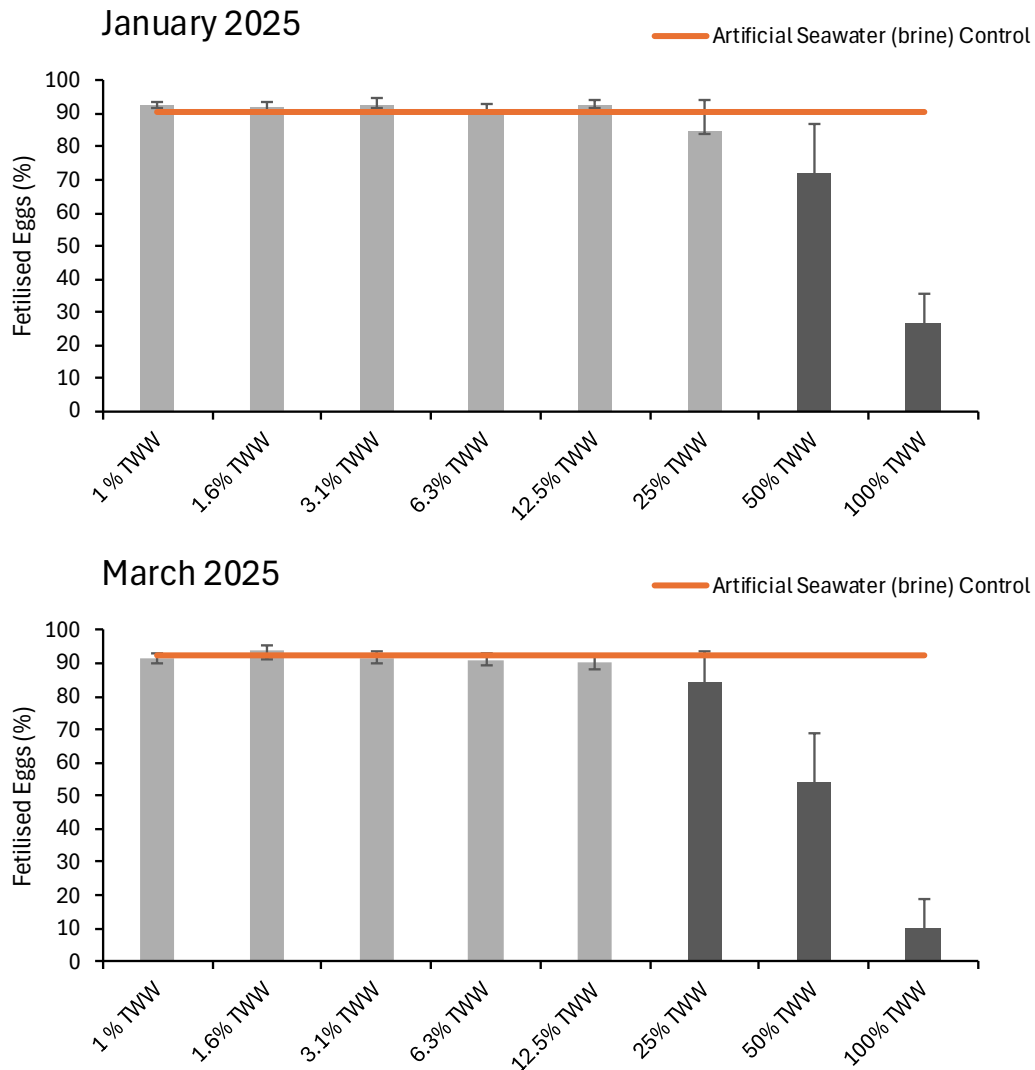 January 2025
Artificial Seawater (brine) Control
Fetilised Eggs (%)
100
90
80
70
60
50
40
30
20
10
0
1 % TWW
1.6% TWW
3.1% TWW
6.3% TWW
12.5% TWW
25% TWW
50% TWW
100% TWW
March 2025
Artificial Seawater (brine) Control
Fetilised Eggs (%)
100
90
80
70
60
50
40
30
20
10
0
1 % TWW
1.6% TWW
3.1% TWW
6.3% TWW
12.5% TWW
25% TWW
50% TWW
100% TWW